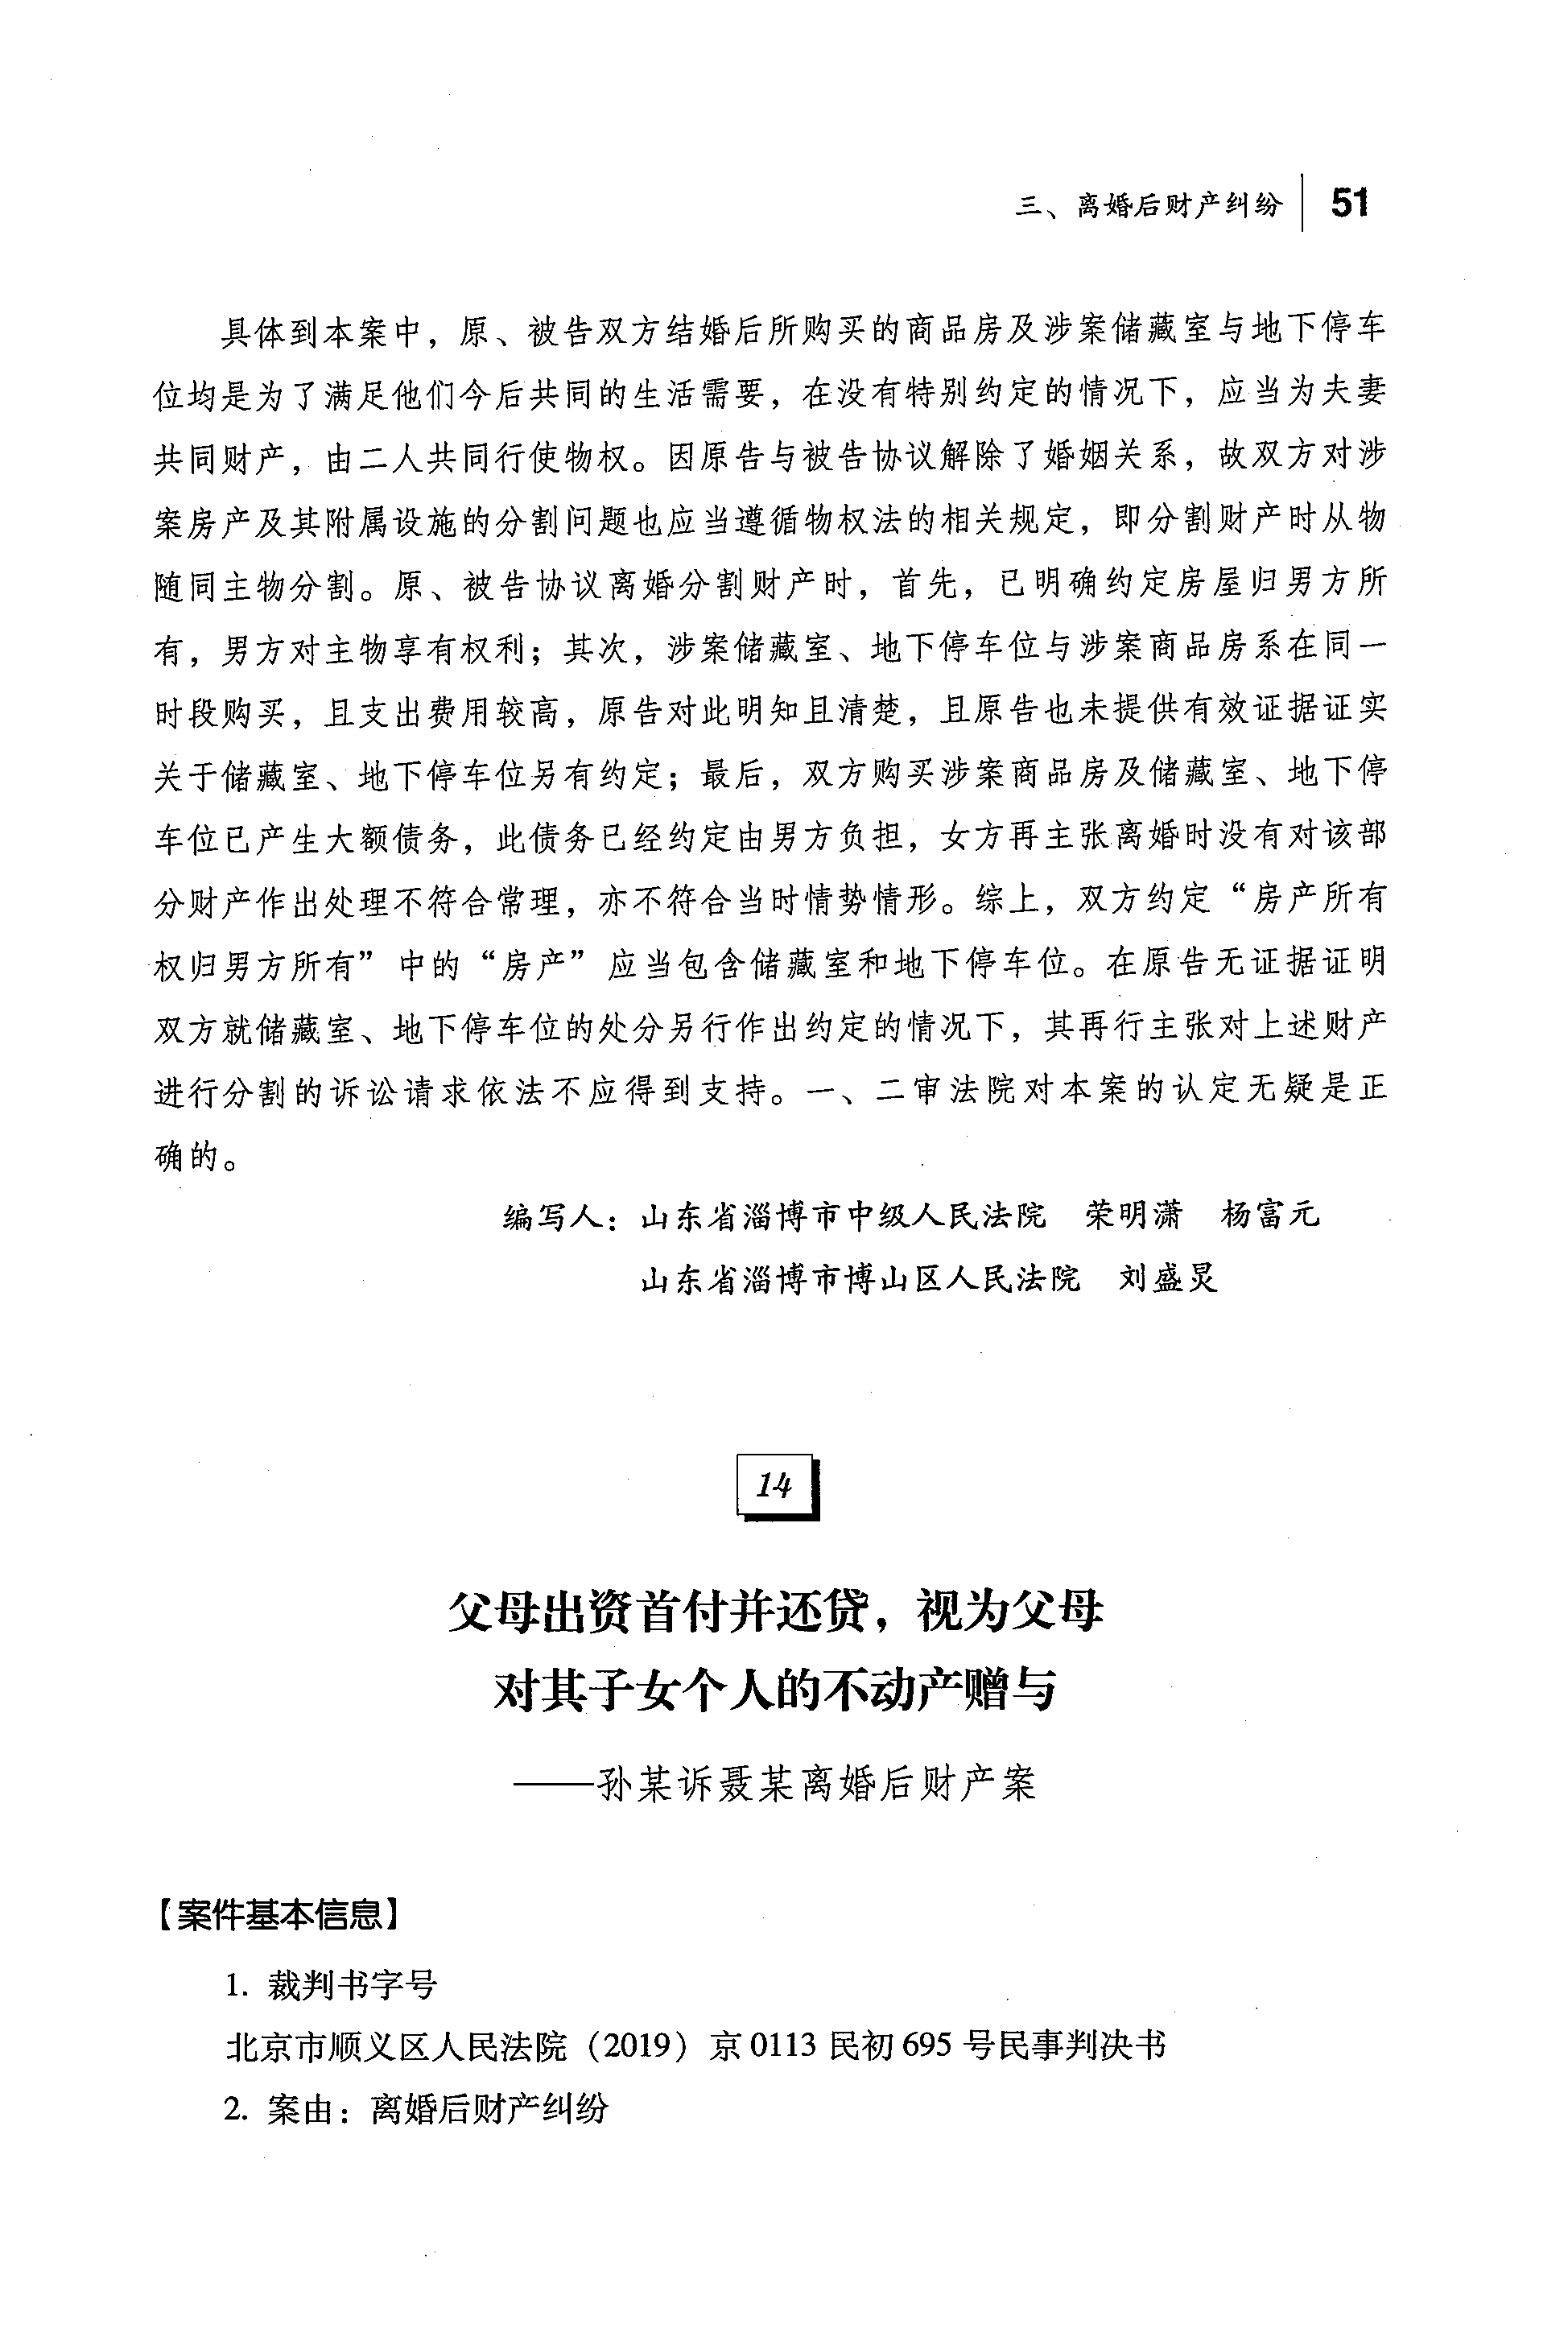 三、离婚后财产纠纷 51
具体到本案中，原、被告双方结婚后所购买的商品房及涉案储藏室与地下停车
位均是为了满足他们今后共同的生活需要，在没有特别约定的情况下，应当为夫妻
共同财产，由二人共同行使物权。因原告与被告协议解除了婚姻关系，故双方对涉
案房产及其附属设施的分割问题也应当遵循物权法的相关规定，即分割财产时从物
随同主物分割。原、被告协议离婚分割财产时，首先，已明确约定房屋归男方所
有，男方对主物享有权利；其次，涉案储藏室、地下停车位与涉案商品房系在同一
时段购买，且支出费用较高，原告对此明知且清楚，且原告也未提供有效证据证实
关于储藏室、地下停车位另有约定；最后，双方购买涉案商品房及储藏室、地下停
车位已产生大额债务，此债务已经约定由男方负担，女方再主张离婚时没有对该部
分财产作出处理不符合常理，亦不符合当时情势情形。综上，双方约定“房产所有
权归男方所有”中的“房产”应当包含储藏室和地下停车位。在原告无证据证明
双方就储藏室、地下停车位的处分另行作出约定的情况下，其再行主张对上述财产
进行分割的诉讼请求依法不应得到支持。一、二审法院对本案的认定无疑是正
确的。
编写人：山东省淄博市中级人民法院 荣明潇 杨富元
山东省淄博市博山区人民法院 刘盛炅
14
父母出资首付并还贷，视为父母
对其子女个人的不动产赠与
——孙某诉聂某离婚后财产案
【案件基本信息】
1. 裁判书字号
北京市顺义区人民法院（2019）京0113民初695号民事判决书
2. 案由：离婚后财产纠纷